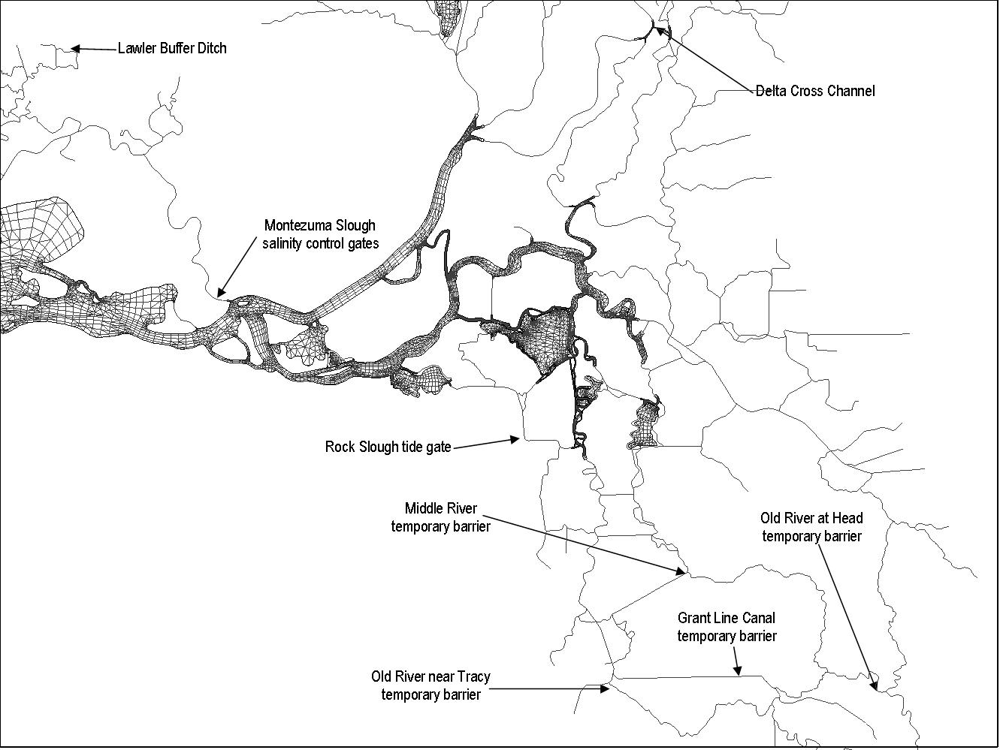 Lawler Buffer Ditch
Delta Cross Channel
Montezuma Slough
salinity control gates
Rock Slough tide gate
Middle River
temporary barrier
Old River at Head
temporary barrier
Grant Line Canal
temporary barrier
Old River near Tracy
temporary barrier